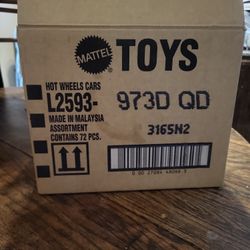 MATTEL
TOYS
HOT WHEELS CARS
L2593-
973D QD
MADE IN MALAYSIA
ASSORTMENT
3165N2
CONTAINS 72 PCS.